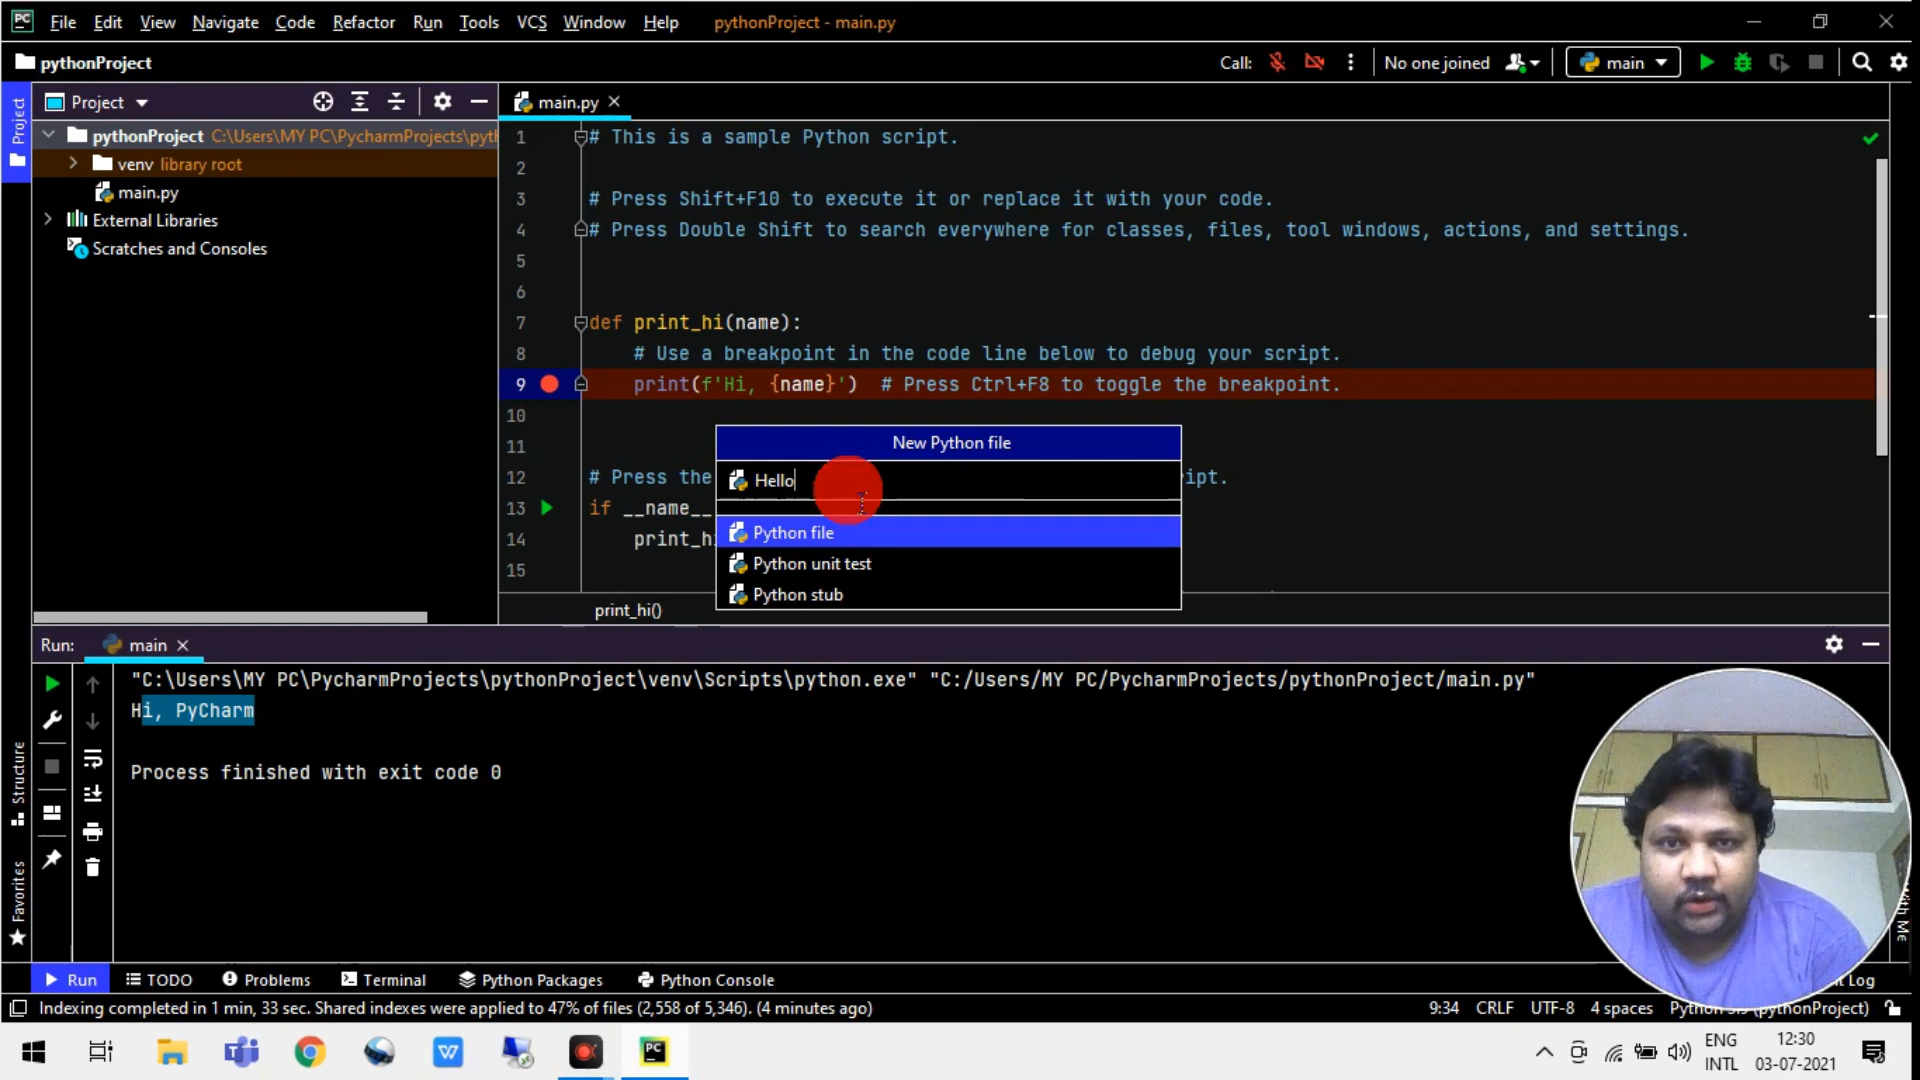 PC File Edit View Navigate Code Refactor Run Tools VCS Window Help pythonProject - main.py
pythonProject
Call: No one joined main
Project
Project
main.py
pythonProject C:\Users\MY PC\PycharmProjects\pyth
venv library root
main.py
External Libraries
Scratches and Consoles
1 # This is a sample Python script.
2
3 # Press Shift+F10 to execute it or replace it with your code.
4 # Press Double Shift to search everywhere for classes, files, tool windows, actions, and settings.
5
6
7 def print_hi(name):
8 # Use a breakpoint in the code line below to debug your script.
9 print(f'Hi, {name}') # Press Ctrl+F8 to toggle the breakpoint.
10
11
12 # Press the ipt.
13 if __name__
14 print_hi
15
New Python file
Hello
Python file
Python unit test
Python stub
print_hi()
Run: main
"C:\Users\MY PC\PycharmProjects\pythonProject\venv\Scripts\python.exe" "C:/Users/MY PC/PycharmProjects/pythonProject/main.py"
Hi, PyCharm
Process finished with exit code 0
Structure
Favorites
Run TODO Problems Terminal Python Packages Python Console Log
Indexing completed in 1 min, 33 sec. Shared indexes were applied to 47% of files (2,558 of 5,346). (4 minutes ago)
9:34 CRLF UTF-8 4 spaces (pythonProject)
PC
ENG
INTL
12:30
03-07-2021